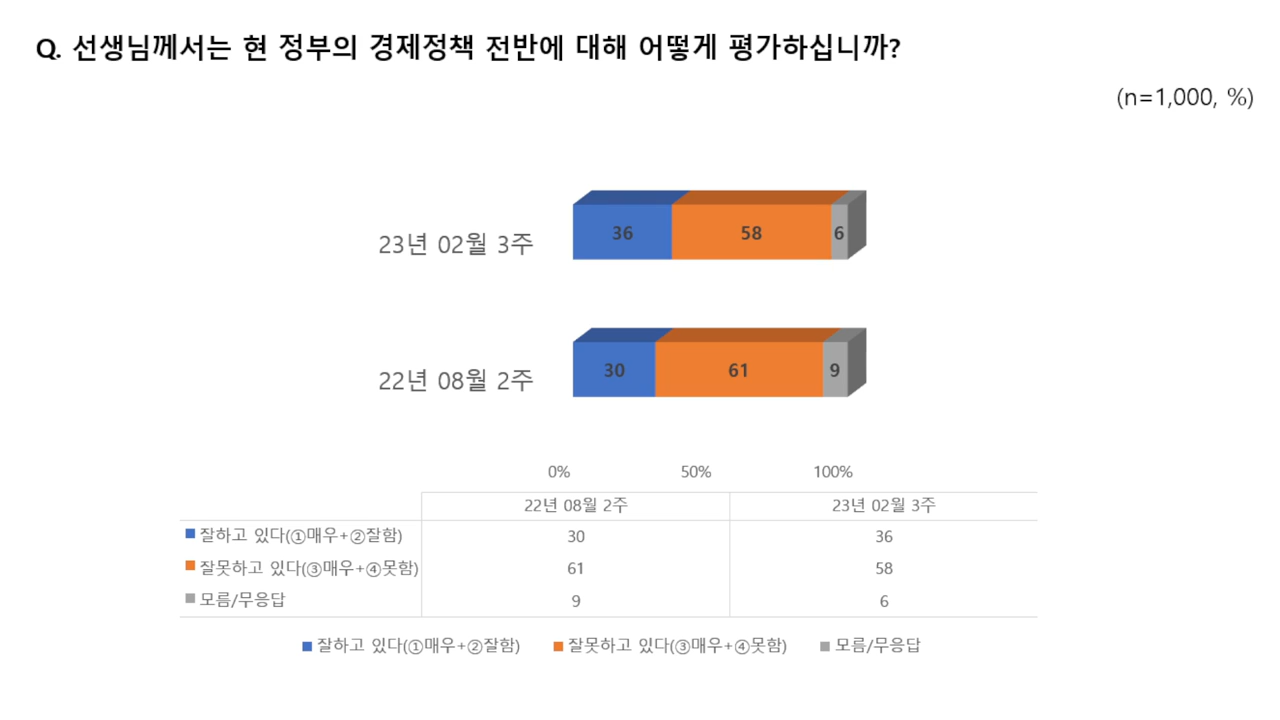 Q. 선생님께서는 현 정부의 경제정책 전반에 대해 어떻게 평가하십니까?
(n=1,000, %)
23년 02월 3주 36 58 6
22년 08월 2주 30 61 9
0% 50% 100%
22년 08월 2주 23년 02월 3주
잘하고 있다(①매우+②잘함) 30 36
잘못하고 있다(③매우+④못함) 61 58
모름/무응답 9 6
잘하고 있다(①매우+②잘함) 잘못하고 있다(③매우+④못함) 모름/무응답